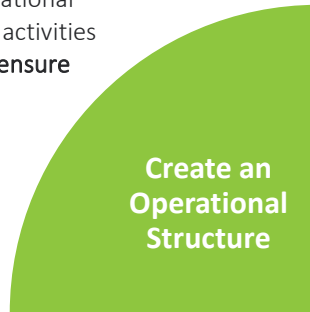 activities
ensure
Create an
Operational
Structure